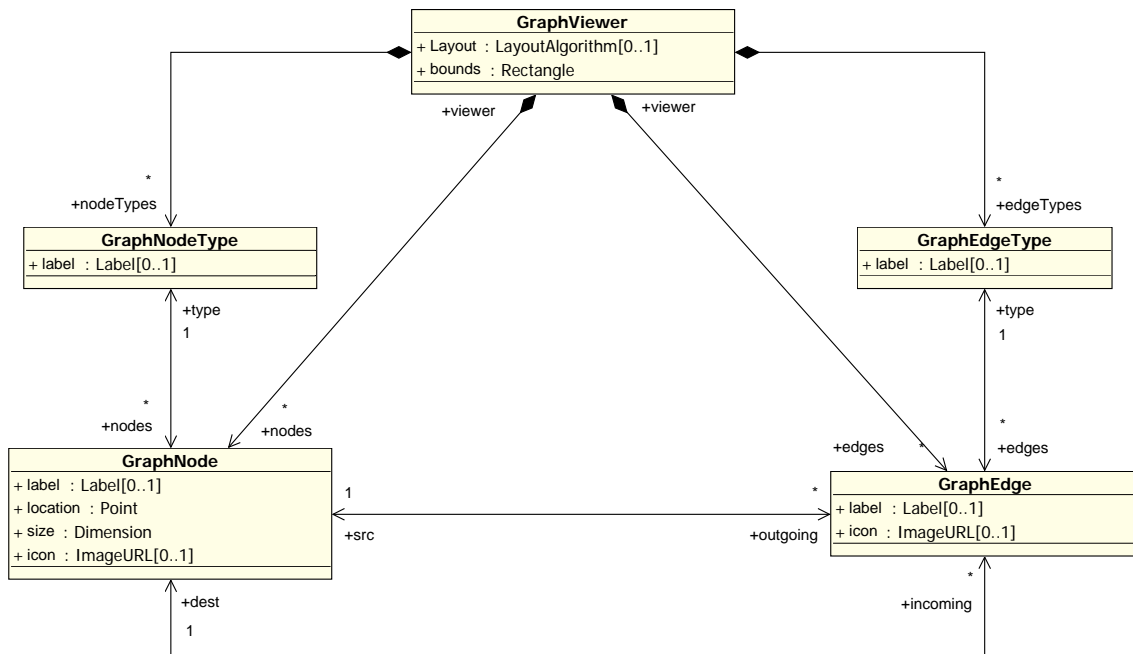 GraphViewer
+ Layout : LayoutAlgorithm[0..1]
+ bounds : Rectangle
+viewer
+viewer
*
+nodeTypes
*
+edgeTypes
GraphNodeType
+ label : Label[0..1]
GraphEdgeType
+ label : Label[0..1]
+type
1
+type
1
*
+nodes
*
+nodes
+edges
*
*
+edges
GraphNode
+ label : Label[0..1]
+ location : Point
+ size : Dimension
+ icon : ImageURL[0..1]
1
+src
*
+outgoing
GraphEdge
+ label : Label[0..1]
+ icon : ImageURL[0..1]
+dest
1
*
+incoming